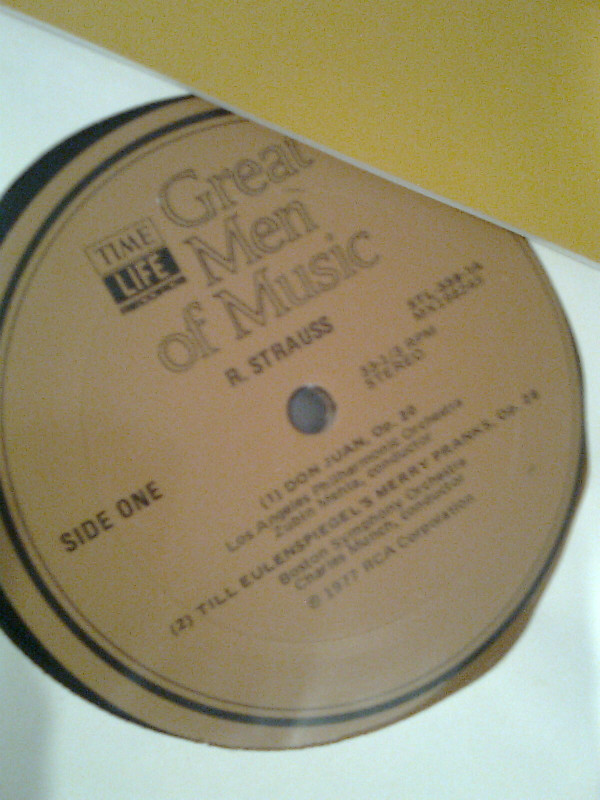 Great
Men
of Music
TIME
LIFE
R. STRAUSS
33-1/3 RPM
STEREO
SIDE ONE
(1) DON JUAN, Op. 20
Los Angeles Philharmonic Orchestra
Zubin Mehta, conductor
(2) TILL EULENSPIEGEL'S MERRY PRANKS, Op. 28
Boston Symphony Orchestra
Charles Munch, conductor
℗ 1977 RCA Corporation